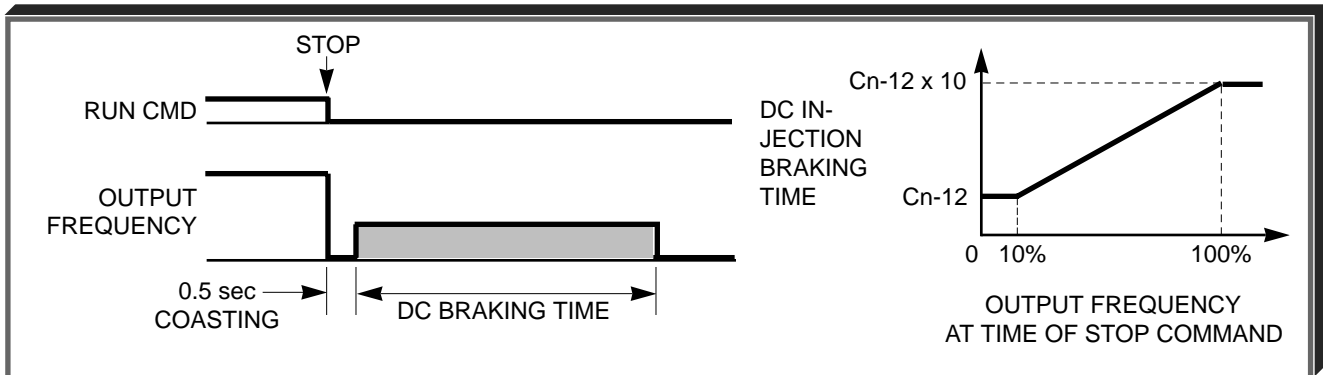 STOP
RUN CMD
OUTPUT
FREQUENCY
0.5 sec
COASTING
DC BRAKING TIME
DC IN-
JECTION
BRAKING
TIME
Cn-12 x 10
Cn-12
0 10% 100%
OUTPUT FREQUENCY
AT TIME OF STOP COMMAND